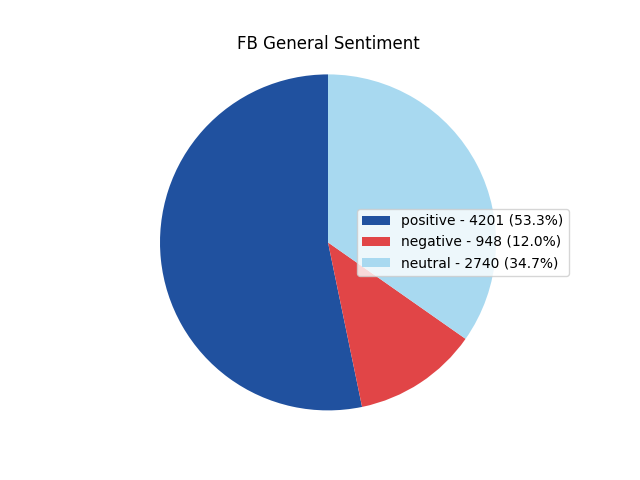 FB General Sentiment
positive - 4201 (53.3%)
negative - 948 (12.0%)
neutral - 2740 (34.7%)